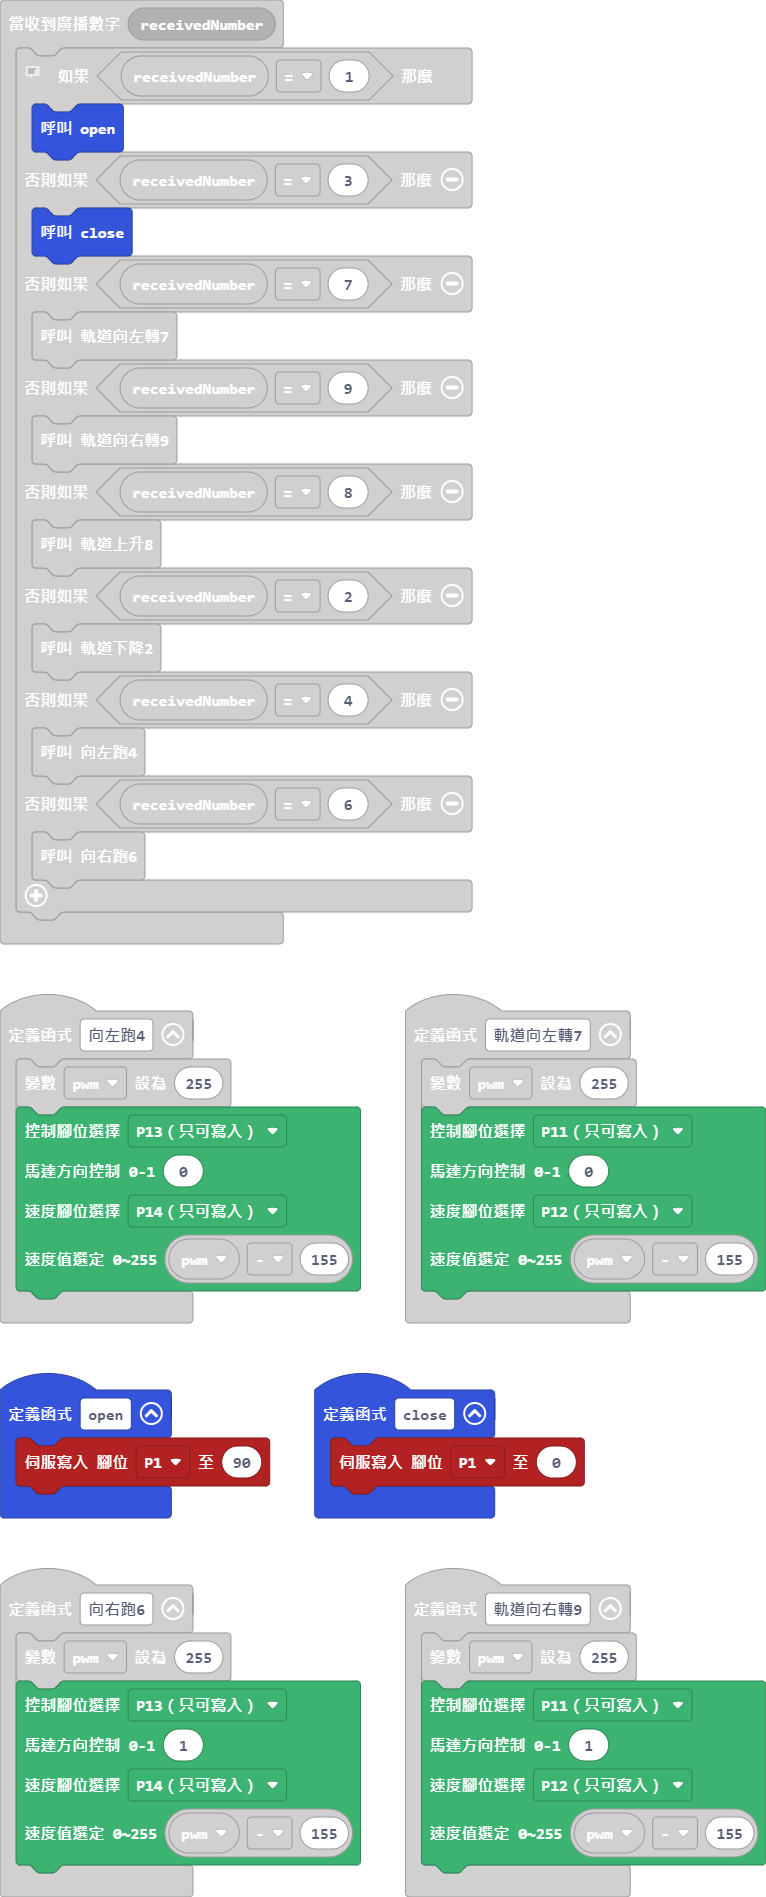 當收到廣播數字 receivedNumber
如果 receivedNumber = 1 那麼
呼叫 open
否則如果 receivedNumber = 3 那麼
呼叫 close
否則如果 receivedNumber = 7 那麼
呼叫 軌道向左轉7
否則如果 receivedNumber = 9 那麼
呼叫 軌道向右轉9
否則如果 receivedNumber = 8 那麼
呼叫 軌道上升8
否則如果 receivedNumber = 2 那麼
呼叫 軌道下降2
否則如果 receivedNumber = 4 那麼
呼叫 向左跑4
否則如果 receivedNumber = 6 那麼
呼叫 向右跑6
定義函式 向左跑4
變數 pwm 設為 255
控制腳位選擇 P13（只可寫入）
馬達方向控制 0-1 0
速度腳位選擇 P14（只可寫入）
速度值選定 0~255 pwm - 155
定義函式 軌道向左轉7
變數 pwm 設為 255
控制腳位選擇 P11（只可寫入）
馬達方向控制 0-1 0
速度腳位選擇 P12（只可寫入）
速度值選定 0~255 pwm - 155
定義函式 open
伺服寫入 腳位 P1 至 90
定義函式 close
伺服寫入 腳位 P1 至 0
定義函式 向右跑6
變數 pwm 設為 255
控制腳位選擇 P13（只可寫入）
馬達方向控制 0-1 1
速度腳位選擇 P14（只可寫入）
速度值選定 0~255 pwm - 155
定義函式 軌道向右轉9
變數 pwm 設為 255
控制腳位選擇 P11（只可寫入）
馬達方向控制 0-1 1
速度腳位選擇 P12（只可寫入）
速度值選定 0~255 pwm - 155